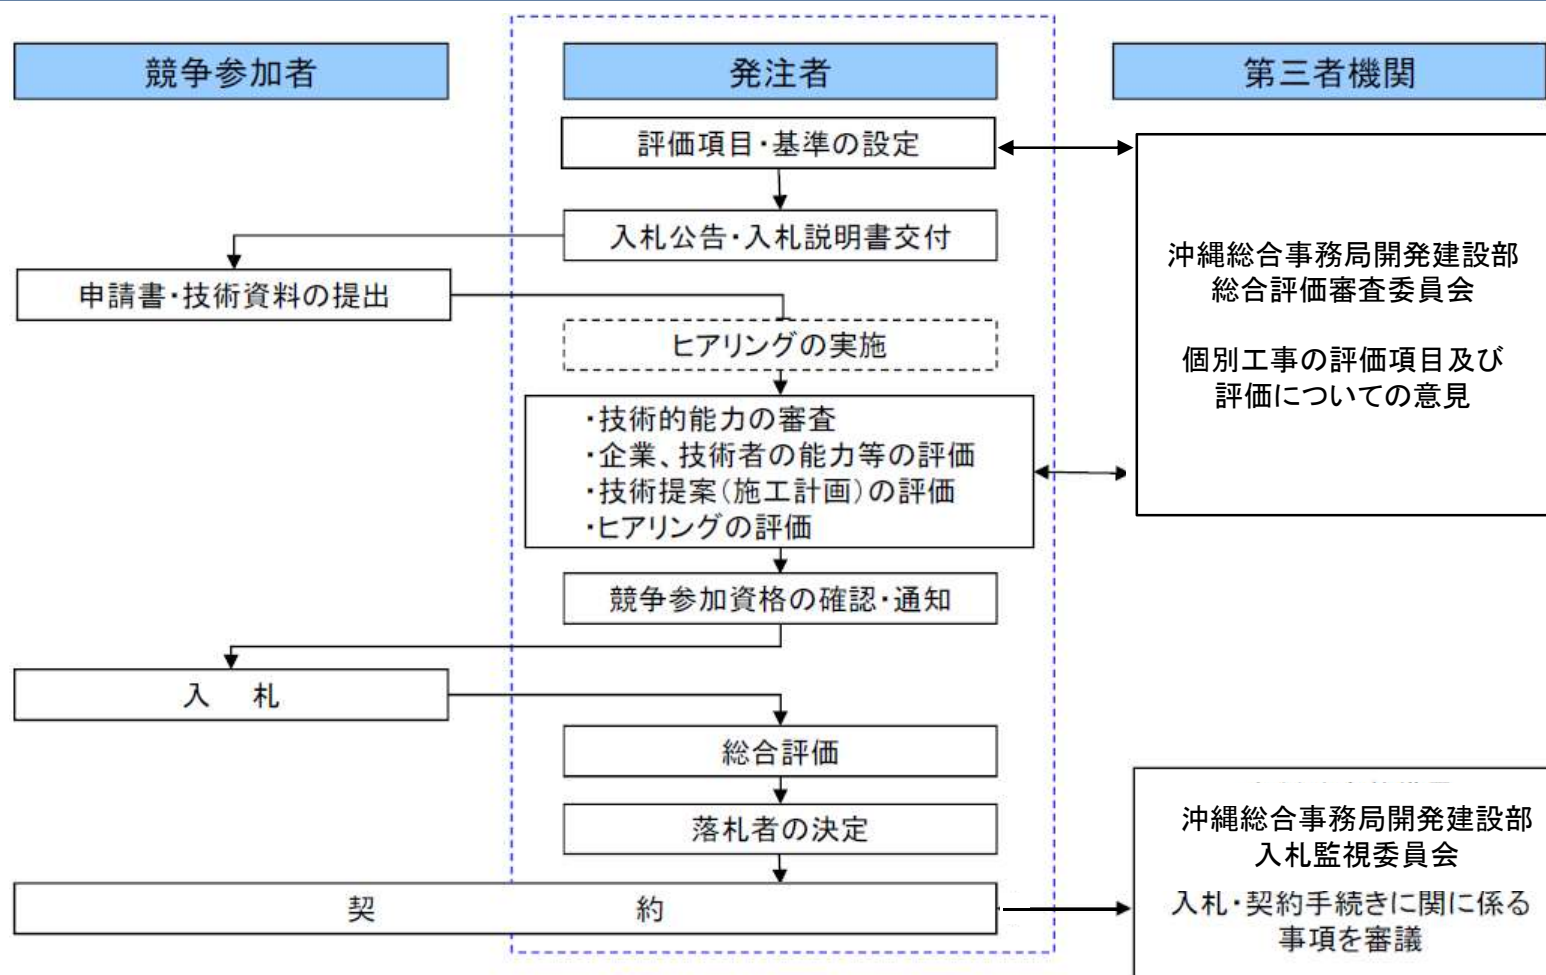 競争参加者
発注者
第三者機関
評価項目・基準の設定
入札公告・入札説明書交付
申請書・技術資料の提出
ヒアリングの実施
・技術的能力の審査
・企業、技術者の能力等の評価
・技術提案(施工計画)の評価
・ヒアリングの評価
競争参加資格の確認・通知
入 札
総合評価
落札者の決定
契 約
沖縄総合事務局開発建設部
総合評価審査委員会
個別工事の評価項目及び
評価についての意見
沖縄総合事務局開発建設部
入札監視委員会
入札・契約手続きに関に係る
事項を審議